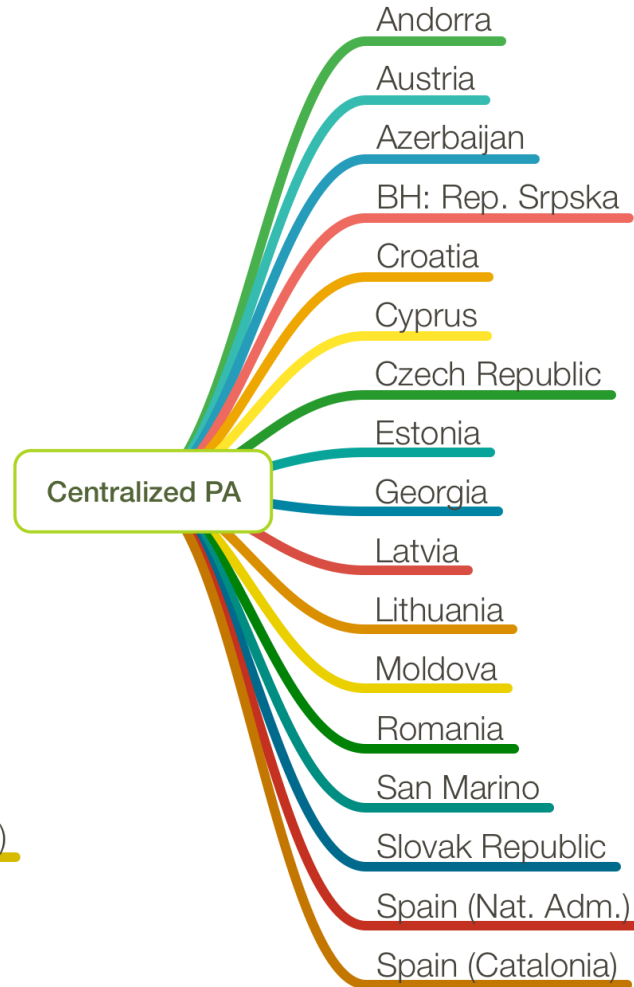 Andorra
Austria
Azerbaijan
BH: Rep. Srpska
Croatia
Cyprus
Czech Republic
Estonia
Centralized PA
Georgia
Latvia
Lithuania
Moldova
Romania
San Marino
)
Slovak Republic
Spain (Nat. Adm.)
Spain (Catalonia)